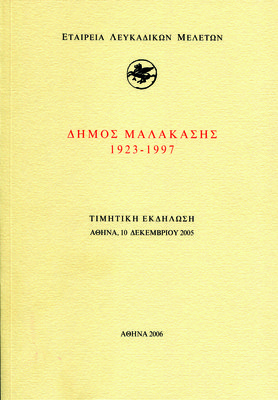 ΕΤΑΙΡΕΙΑ ΛΕΥΚΑΔΙΚΩΝ ΜΕΛΕΤΩΝ
ΔΗΜΟΣ ΜΑΛΑΚΑΣΗΣ
1923-1997
ΤΙΜΗΤΙΚΗ ΕΚΔΗΛΩΣΗ
ΑΘΗΝΑ, 10 ΔΕΚΕΜΒΡΙΟΥ 2005
ΑΘΗΝΑ 2006